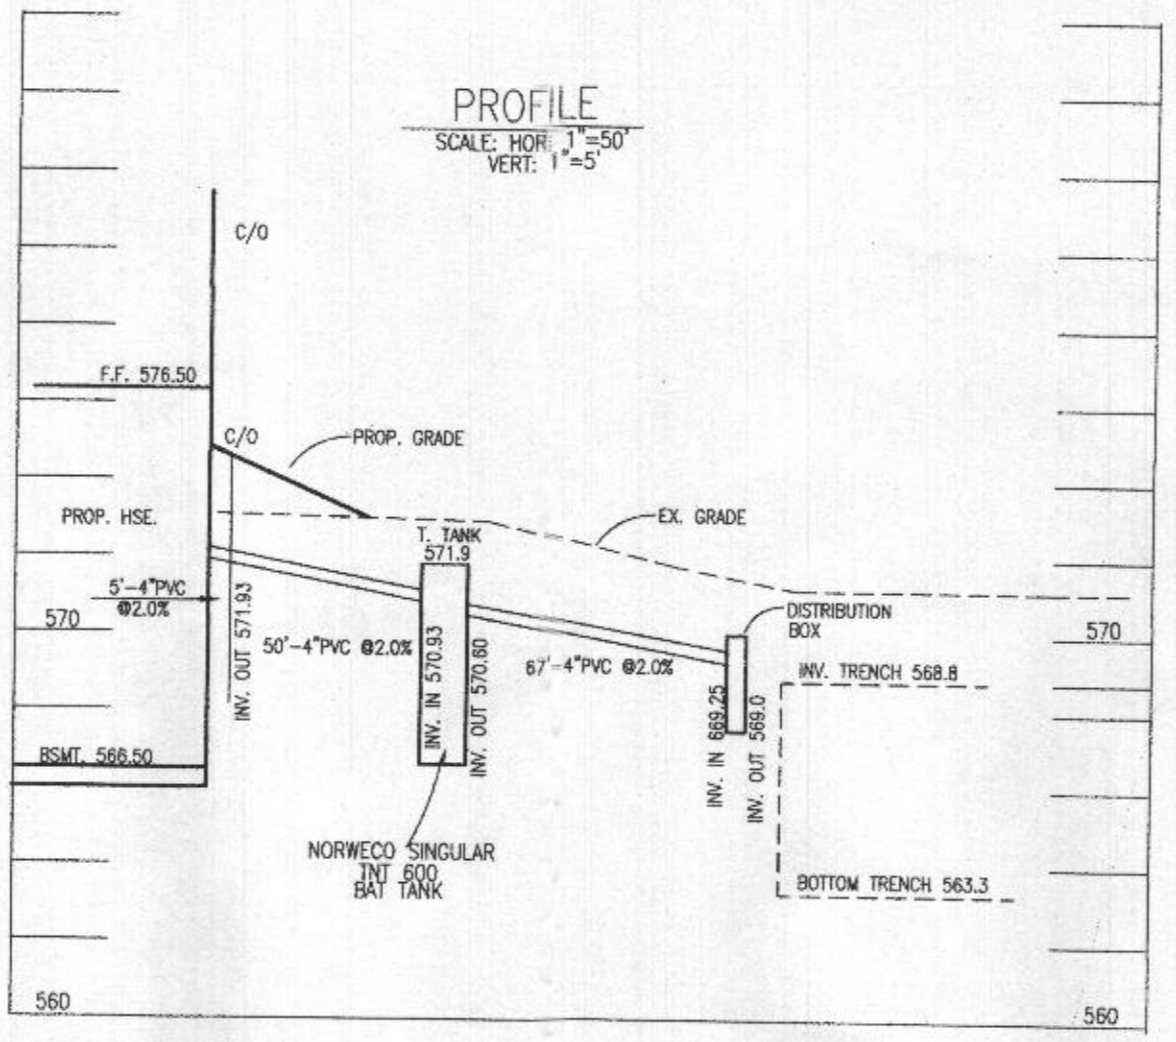 PROFILE
SCALE: HOR: 1"=50'
VERT: 1"=5'
C/O
F.F. 576.50
C/O
PROP. GRADE
PROP. HSE.
EX. GRADE
T. TANK
571.9
5'-4"PVC
@2.0%
570
INV. OUT 571.93
50'-4"PVC @2.0%
INV. IN 570.93
INV. OUT 570.60
67'-4"PVC @2.0%
DISTRIBUTION
BOX
570
INV. TRENCH 568.8
INV. IN 669.25
INV. OUT 569.0
BSMT. 566.50
NORWECO SINGULAR
TNT 600
BAT TANK
BOTTOM TRENCH 563.3
560
560